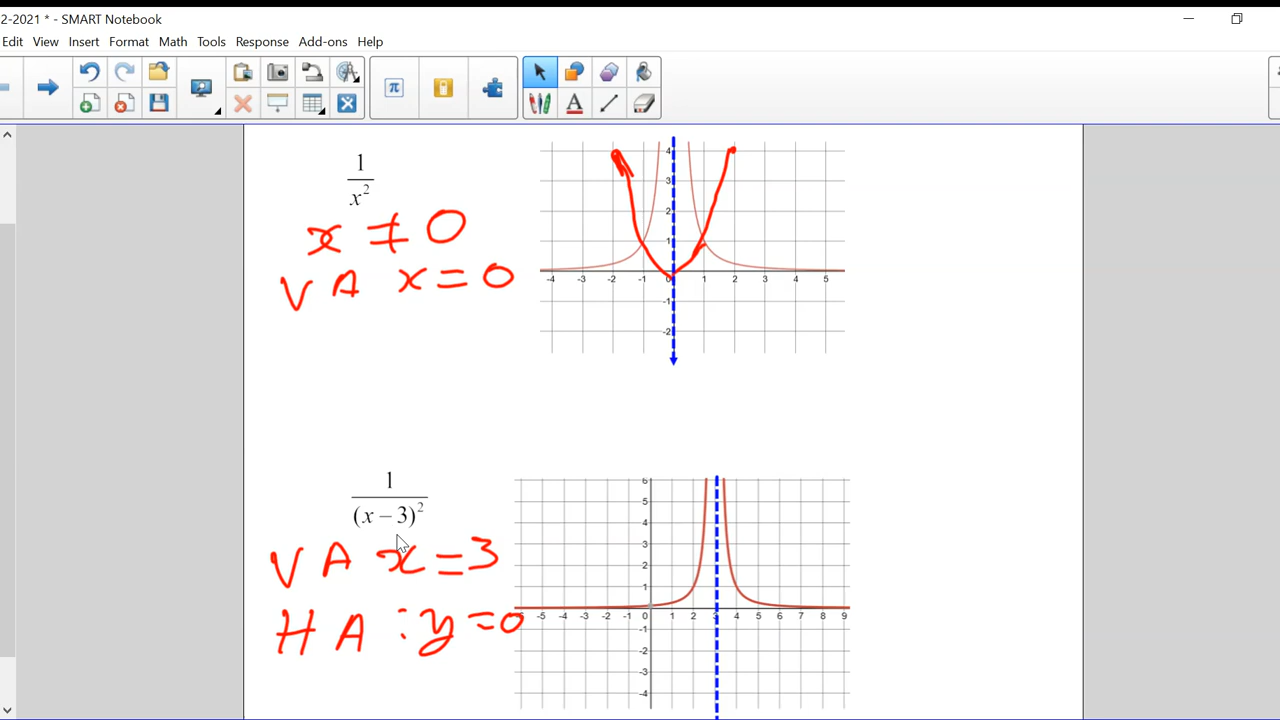 2-2021 * - SMART Notebook
Edit View Insert Format Math Tools Response Add-ons Help
π
A
1
x²
x ≠ 0
V A x = 0
4
3
2
1
-4 -3 -2 -1 0 1 2 3 4 5
-1
-2
1
(x – 3)²
V A x = 3
H A : y = 0
6
5
4
3
2
1
-5 -4 -3 -2 -1 0 1 2 3 4 5 6 7 8 9
-1
-2
-3
-4